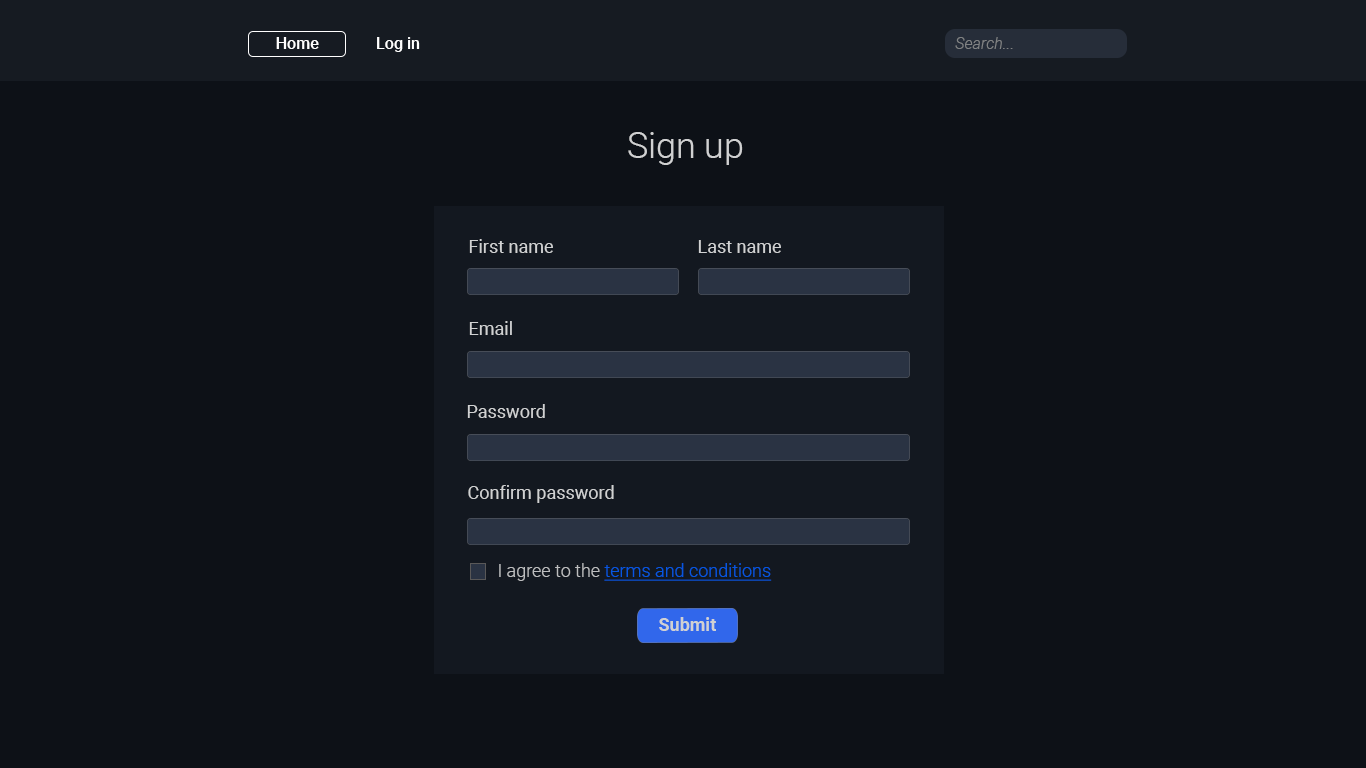 Home Log in Search...
Sign up
First name Last name
Email
Password
Confirm password
I agree to the terms and conditions
Submit